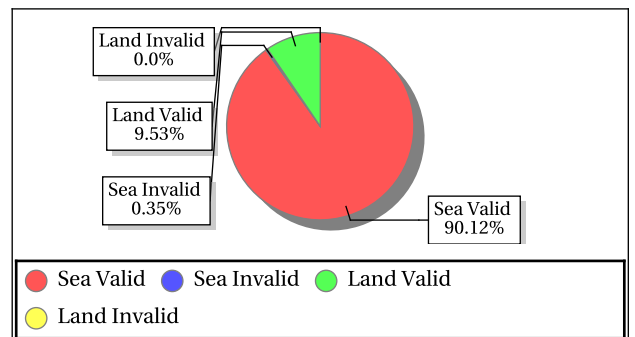 Land Invalid
0.0%
Land Valid
9.53%
Sea Invalid
0.35%
Sea Valid
90.12%
Sea Valid Sea Invalid Land Valid
Land Invalid